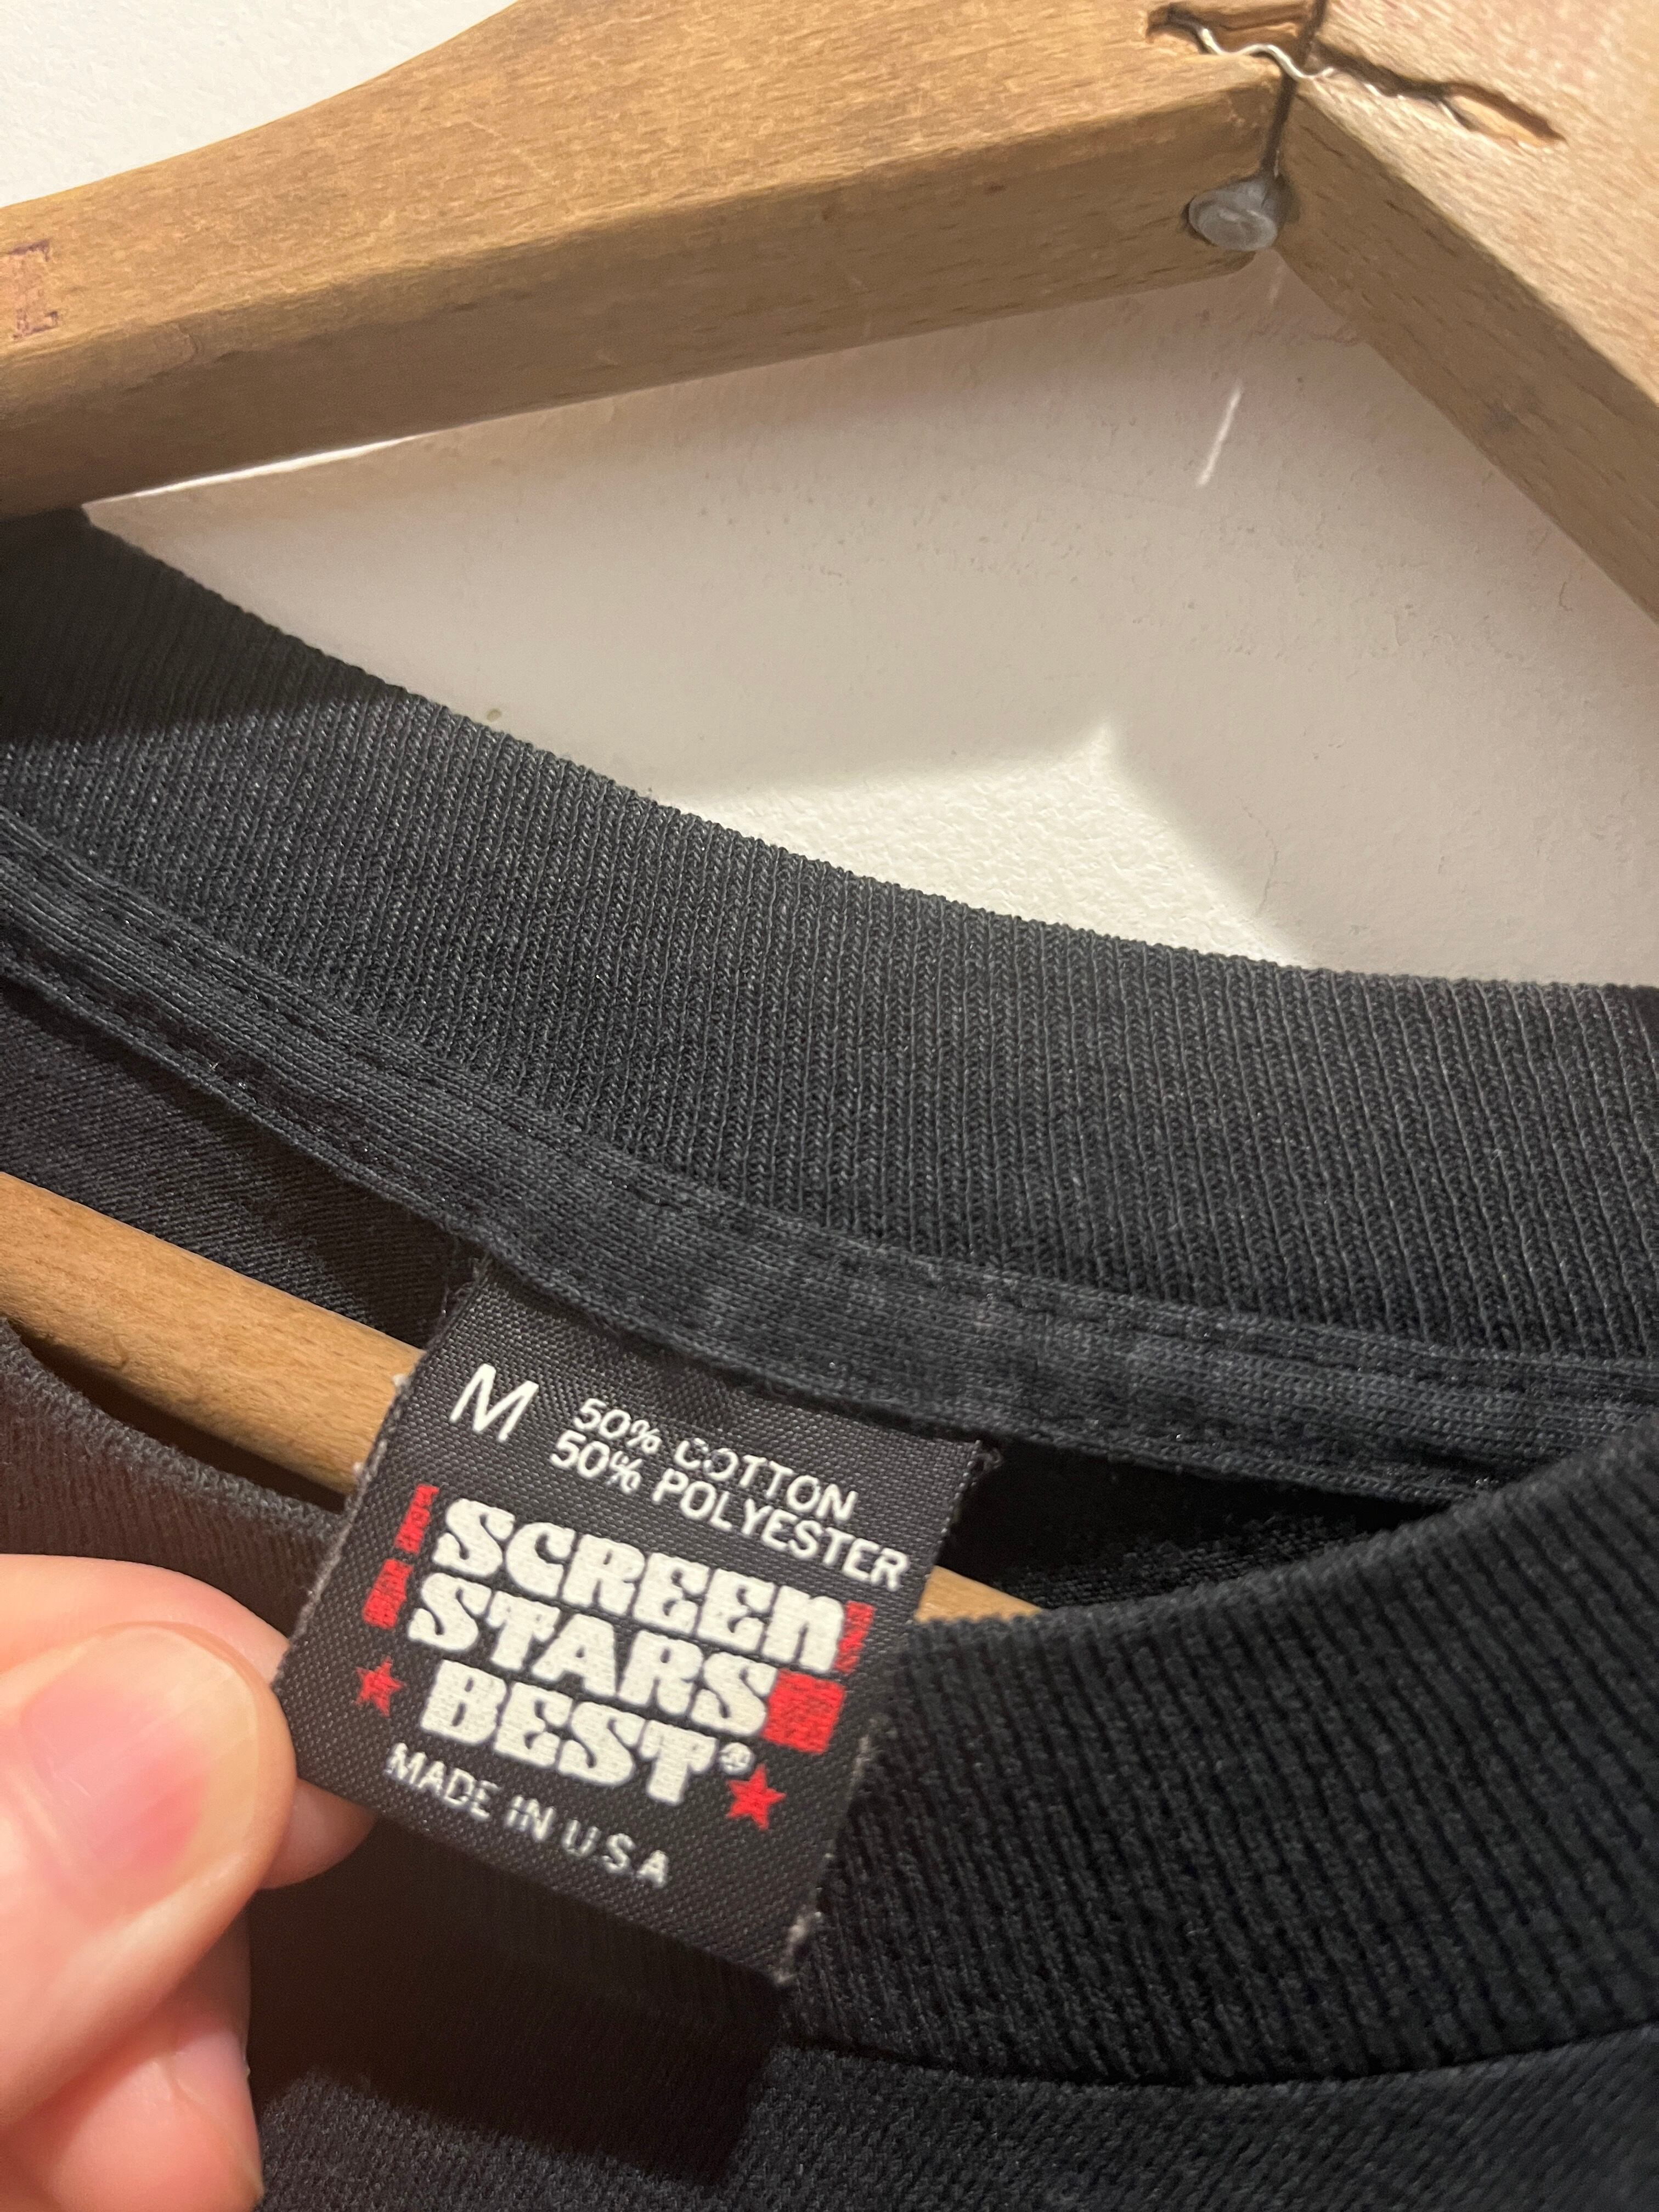 M
50% COTTON
50% POLYESTER
SCREEN
STARS
BEST®
MADE IN U.S.A